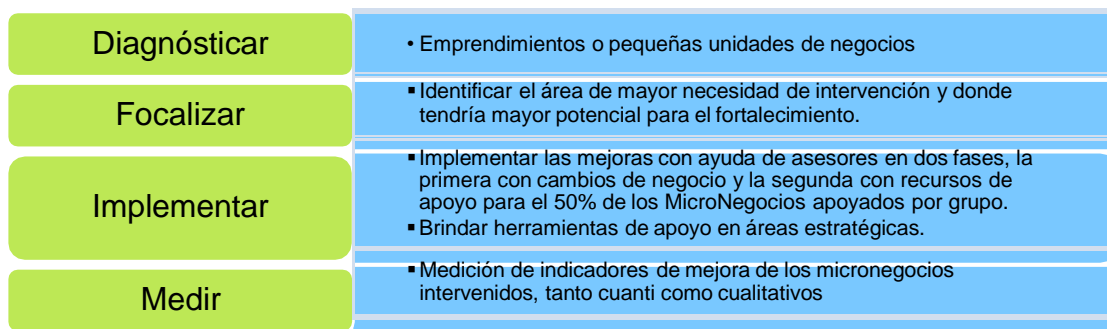 Diagnósticar
• Emprendimientos o pequeñas unidades de negocios
Focalizar
▪ Identificar el área de mayor necesidad de intervención y donde
tendría mayor potencial para el fortalecimiento.
Implementar
▪ Implementar las mejoras con ayuda de asesores en dos fases, la
primera con cambios de negocio y la segunda con recursos de
apoyo para el 50% de los MicroNegocios apoyados por grupo.
▪ Brindar herramientas de apoyo en áreas estratégicas.
Medir
▪ Medición de indicadores de mejora de los micronegocios
intervenidos, tanto cuanti como cualitativos